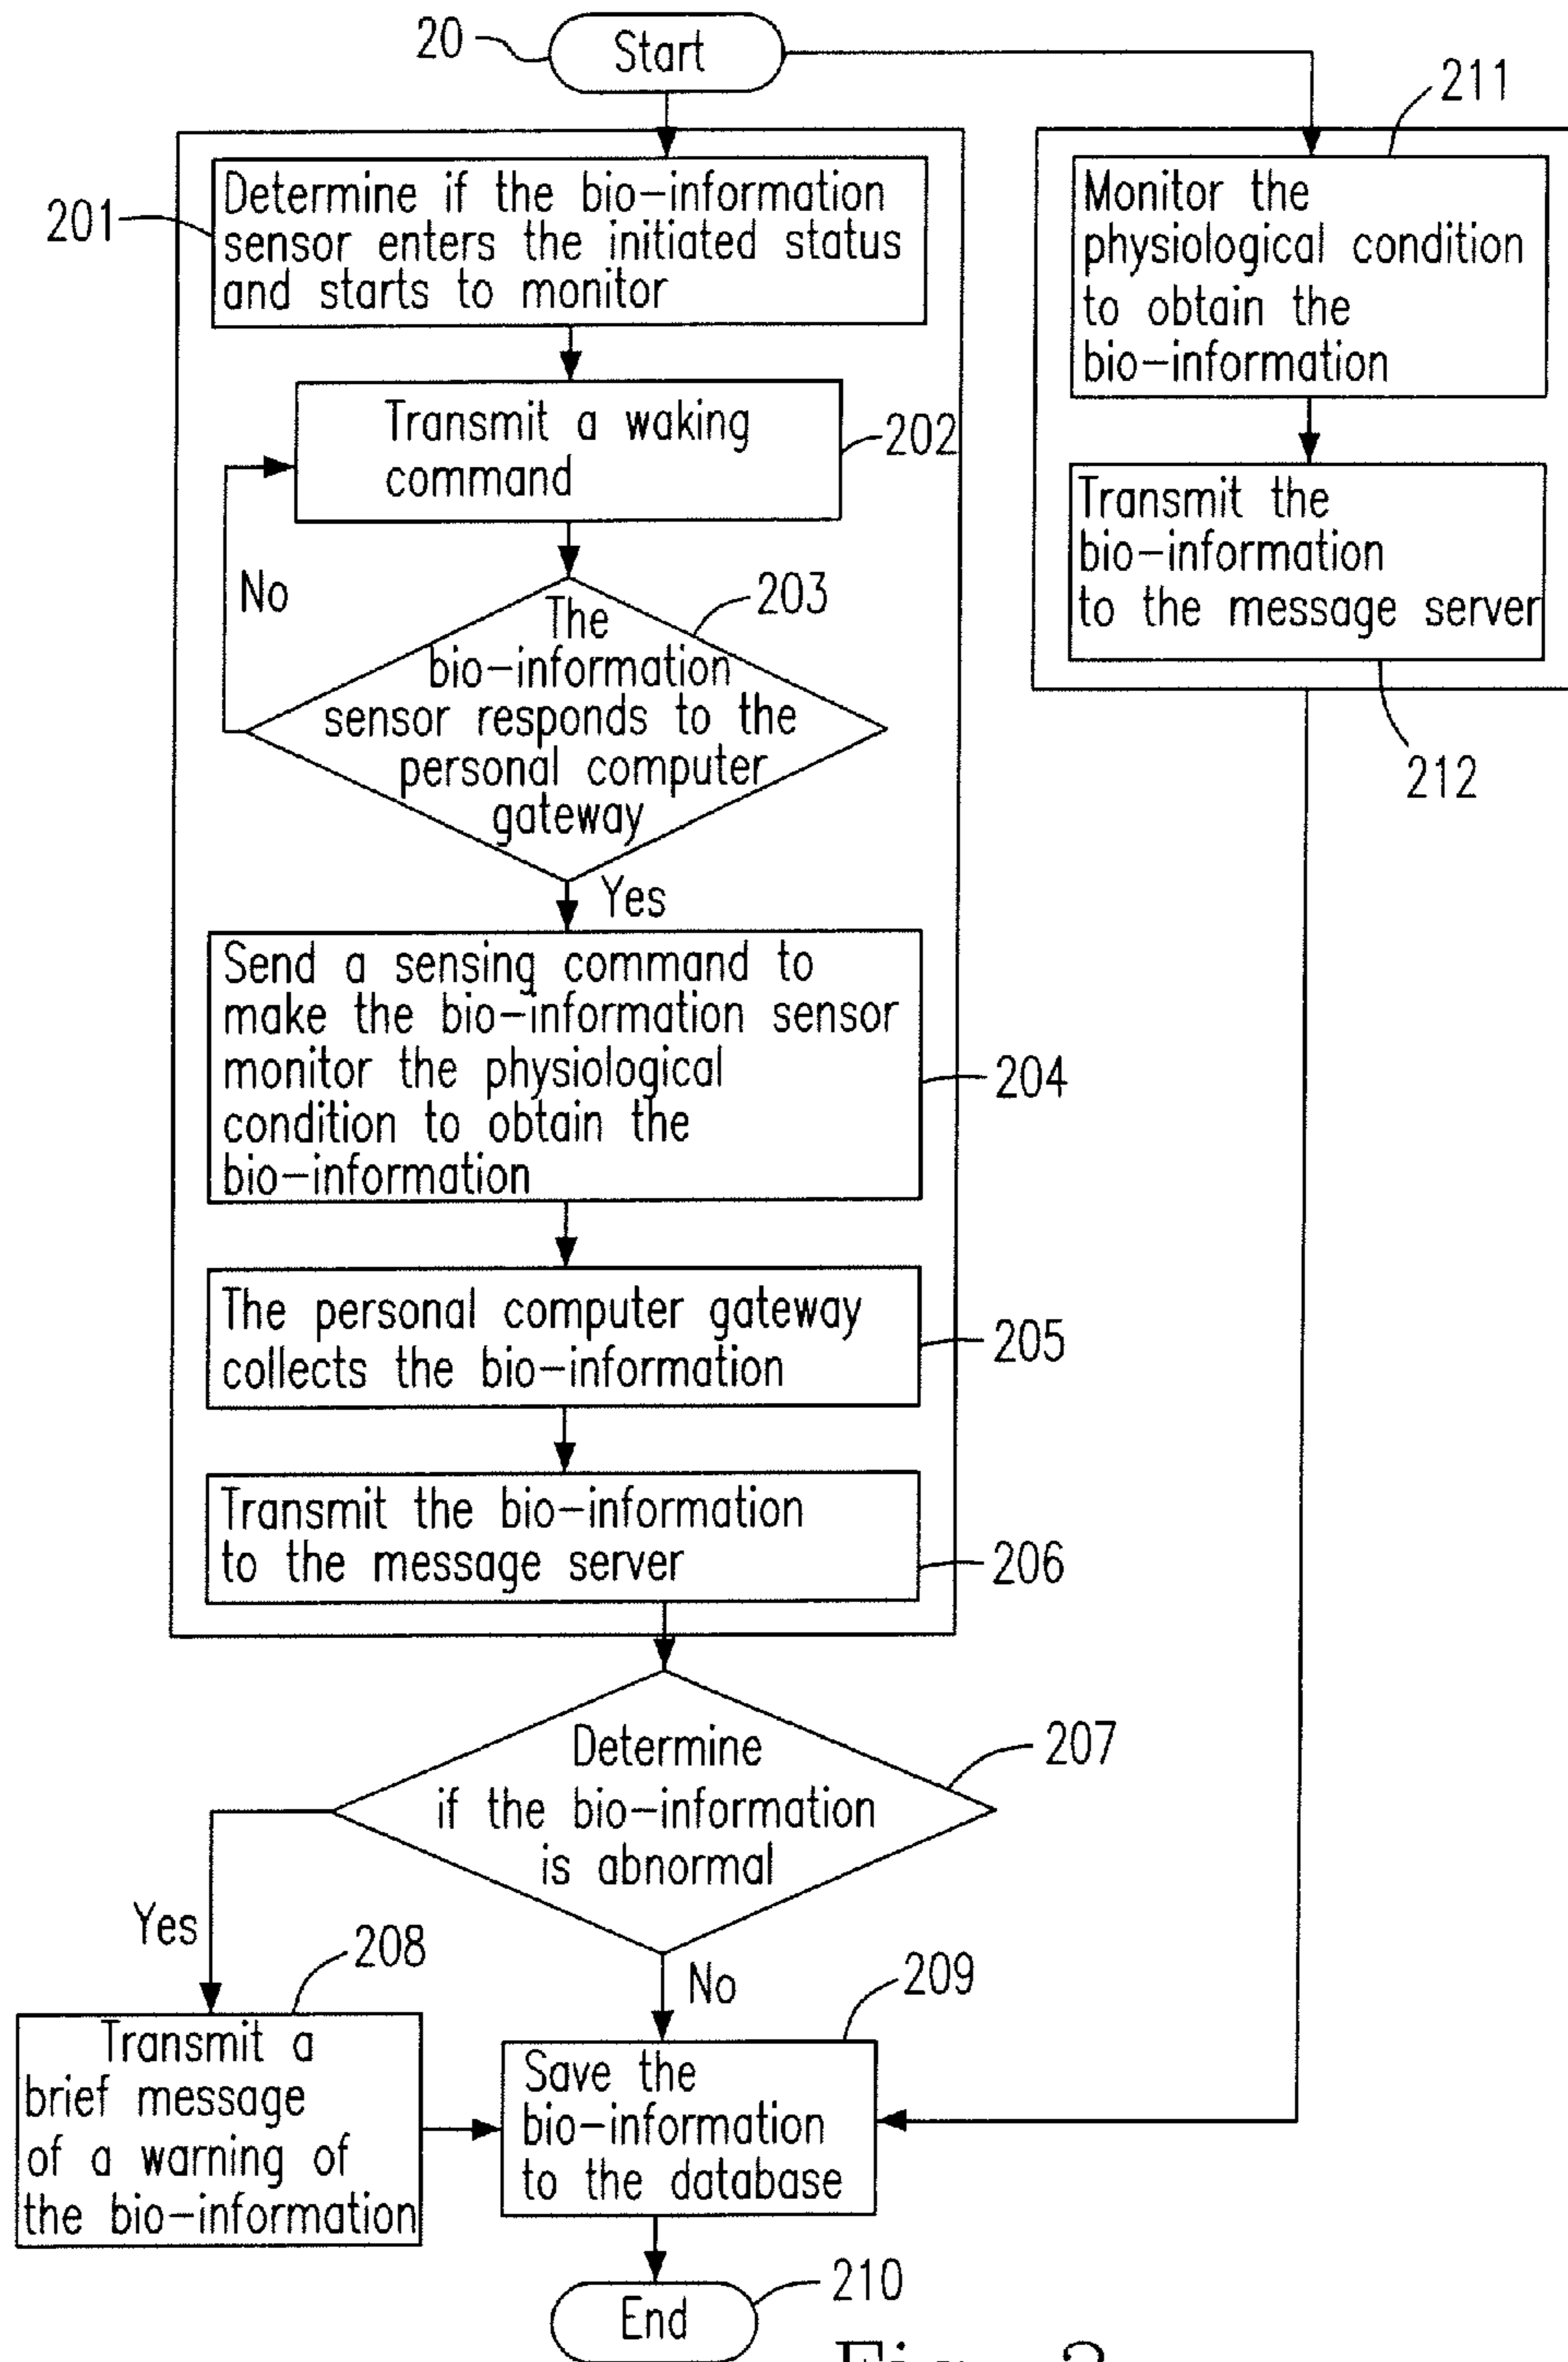 20
Start
211
201
Determine if the bio-information
sensor enters the initiated status
and starts to monitor
Monitor the
physiological condition
to obtain the
bio-information
Transmit a waking
command
202
Transmit the
bio-information
to the message server
212
No
203
The
bio-information
sensor responds to the
personal computer
gateway
Yes
Send a sensing command to
make the bio-information sensor
monitor the physiological
condition to obtain the
bio-information
204
The personal computer gateway
collects the bio-information
205
Transmit the bio-information
to the message server
206
Determine
if the bio-information
is abnormal
207
Yes
208
No
209
Transmit a
brief message
of a warning of
the bio-information
Save the
bio-information
to the database
End
210